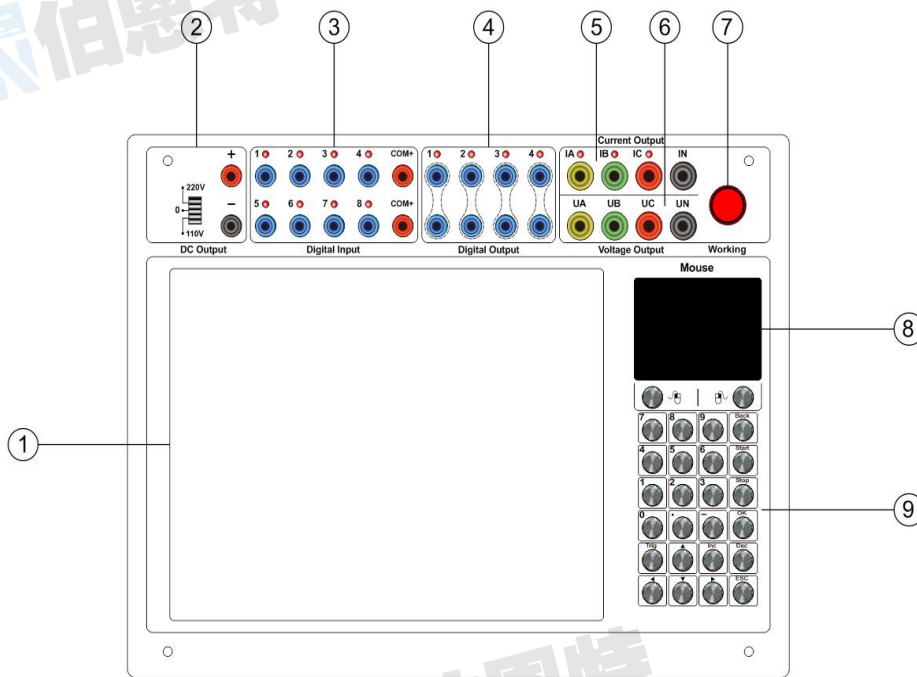 伯恩特
② ③ ④ ⑤ ⑥ ⑦
Current Output
+ 1 2 3 4 COM+ 1 2 3 4 IA IB IC IN
220V
0
110V
− 5 6 7 8 COM+ UA UB UC UN
DC Output Digital Input Digital Output Voltage Output Working
Mouse
⑧
①
7 8 9 Back
4 5 6 Start
1 2 3 Stop
⑨
0 . − OK
Trig ▲ Inc Dec
◄ ▼ ► ESC